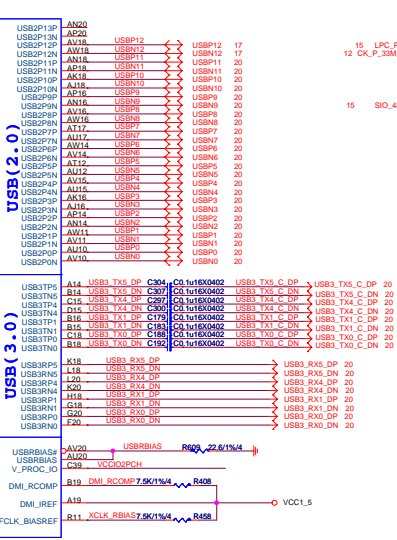 USB(2.0)
USB2P13P AN20
USB2P13N AP20
USB2P12P AV18 USBP12 USBP12 17 15 LPC_P
USB2P12N AW18 USBN12 USBN12 17 12 CK_P_33M
USB2P11P AN18 USBP11 USBP11 20
USB2P11N AP18 USBN11 USBN11 20
USB2P10P AK18 USBP10 USBP10 20
USB2P10N AJ18 USBN10 USBN10 20
USB2P9P AP16 USBP9 USBP9 20
USB2P9N AN16 USBN9 USBN9 20 15 SIO_4
USB2P8P AV16 USBP8 USBP8 20
USB2P8N AW16 USBN8 USBN8 20
USB2P7P AT17 USBP7 USBP7 20
USB2P7N AU17 USBN7 USBN7 20
USB2P6P AW14 USBP6 USBP6 20
USB2P6N AV14 USBN6 USBN6 20
USB2P5P AT12 USBP5 USBP5 20
USB2P5N AU12 USBN5 USBN5 20
USB2P4P AV15 USBP4 USBP4 20
USB2P4N AU15 USBN4 USBN4 20
USB2P3P AK16 USBP3 USBP3 20
USB2P3N AJ16 USBN3 USBN3 20
USB2P2P AP14 USBP2 USBP2 20
USB2P2N AN14 USBN2 USBN2 20
USB2P1P AW11 USBP1 USBP1 20
USB2P1N AV11 USBN1 USBN1 20
USB2P0P AU10 USBP0 USBP0 20
USB2P0N AV10 USBN0 USBN0 20
USB(3.0)
USB3TP5 A14 USB3_TX5_DP C304 C0.1u16X0402 USB3_TX5_C_DP USB3_TX5_C_DP 20
USB3TN5 B14 USB3_TX5_DN C307 C0.1u16X0402 USB3_TX5_C_DN USB3_TX5_C_DN 20
USB3TP4 C15 USB3_TX4_DP C297 C0.1u16X0402 USB3_TX4_C_DP USB3_TX4_C_DP 20
USB3TN4 D15 USB3_TX4_DN C300 C0.1u16X0402 USB3_TX4_C_DN USB3_TX4_C_DN 20
USB3TP1 B16 USB3_TX1_DP C179 C0.1u16X0402 USB3_TX1_C_DP USB3_TX1_C_DP 20
USB3TN1 B15 USB3_TX1_DN C183 C0.1u16X0402 USB3_TX1_C_DN USB3_TX1_C_DN 20
USB3TP0 C18 USB3_TX0_DP C188 C0.1u16X0402 USB3_TX0_C_DP USB3_TX0_C_DP 20
USB3TN0 B18 USB3_TX0_DN C192 C0.1u16X0402 USB3_TX0_C_DN USB3_TX0_C_DN 20
USB3RP5 K18 USB3_RX5_DP USB3_RX5_DP 20
USB3RN5 L18 USB3_RX5_DN USB3_RX5_DN 20
USB3RP4 L20 USB3_RX4_DP USB3_RX4_DP 20
USB3RN4 K20 USB3_RX4_DN USB3_RX4_DN 20
USB3RP1 H18 USB3_RX1_DP USB3_RX1_DP 20
USB3RN1 G18 USB3_RX1_DN USB3_RX1_DN 20
USB3RP0 G20 USB3_RX0_DP USB3_RX0_DP 20
USB3RN0 F20 USB3_RX0_DN USB3_RX0_DN 20
USBRBIAS# AV20 USBRBIAS R609 22.6/1%/4
USBRBIAS AU20
V_PROC_IO C39 VCCIO2PCH
DMI_RCOMP B19 DMI_RCOMP 7.5K/1%/4 R408
DMI_IREF A19 VCC1_5
FCLK_BIASREF R11 XCLK_RBIAS 7.5K/1%/4 R458